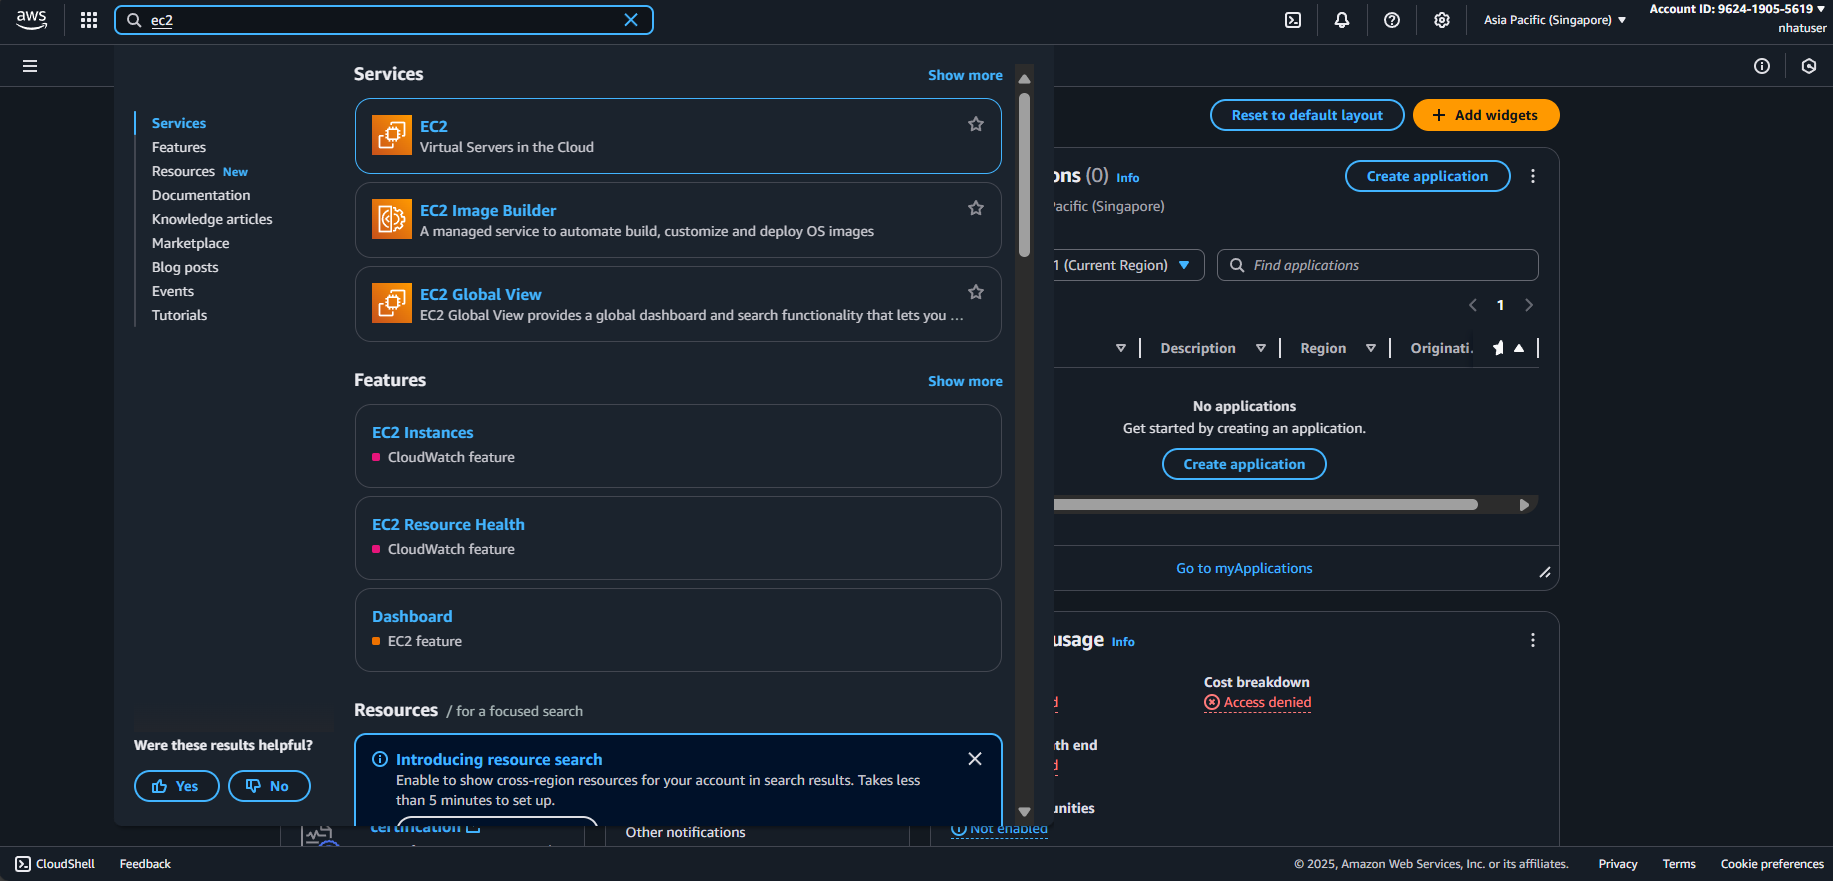 aws
ec2
Asia Pacific (Singapore)
Account ID: 9624-1905-5619
nhatuser
Services
Show more
Services
Features
Resources New
Documentation
Knowledge articles
Marketplace
Blog posts
Events
Tutorials
EC2
Virtual Servers in the Cloud
EC2 Image Builder
A managed service to automate build, customize and deploy OS images
EC2 Global View
EC2 Global View provides a global dashboard and search functionality that lets you ...
Features
Show more
EC2 Instances
CloudWatch feature
EC2 Resource Health
CloudWatch feature
Dashboard
EC2 feature
Resources / for a focused search
Introducing resource search
Enable to show cross-region resources for your account in search results. Takes less
than 5 minutes to set up.
Were these results helpful?
Yes
No
Reset to default layout
+ Add widgets
ons (0) Info
Create application
Pacific (Singapore)
1 (Current Region)
Find applications
1
Description
Region
Originati.
No applications
Get started by creating an application.
Create application
Go to myApplications
usage Info
Cost breakdown
Access denied
d
th end
d
unities
Not enabled
certification
Other notifications
CloudShell
Feedback
© 2025, Amazon Web Services, Inc. or its affiliates.
Privacy
Terms
Cookie preferences